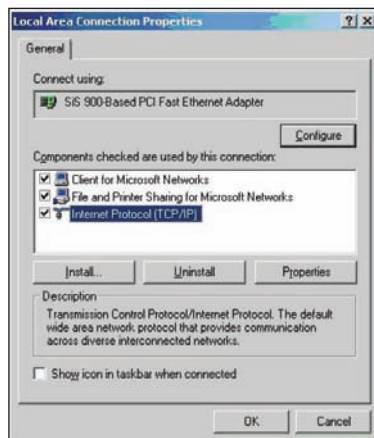 Local Area Connection Properties
General
Connect using:
SiS 900-Based PCI Fast Ethernet Adapter
Configure
Components checked are used by this connection:
Client for Microsoft Networks
File and Printer Sharing for Microsoft Networks
Internet Protocol (TCP/IP)
Install... Uninstall Properties
Description
Transmission Control Protocol/Internet Protocol. The default
wide area network protocol that provides communication
across diverse interconnected networks.
Show icon in taskbar when connected
OK Cancel